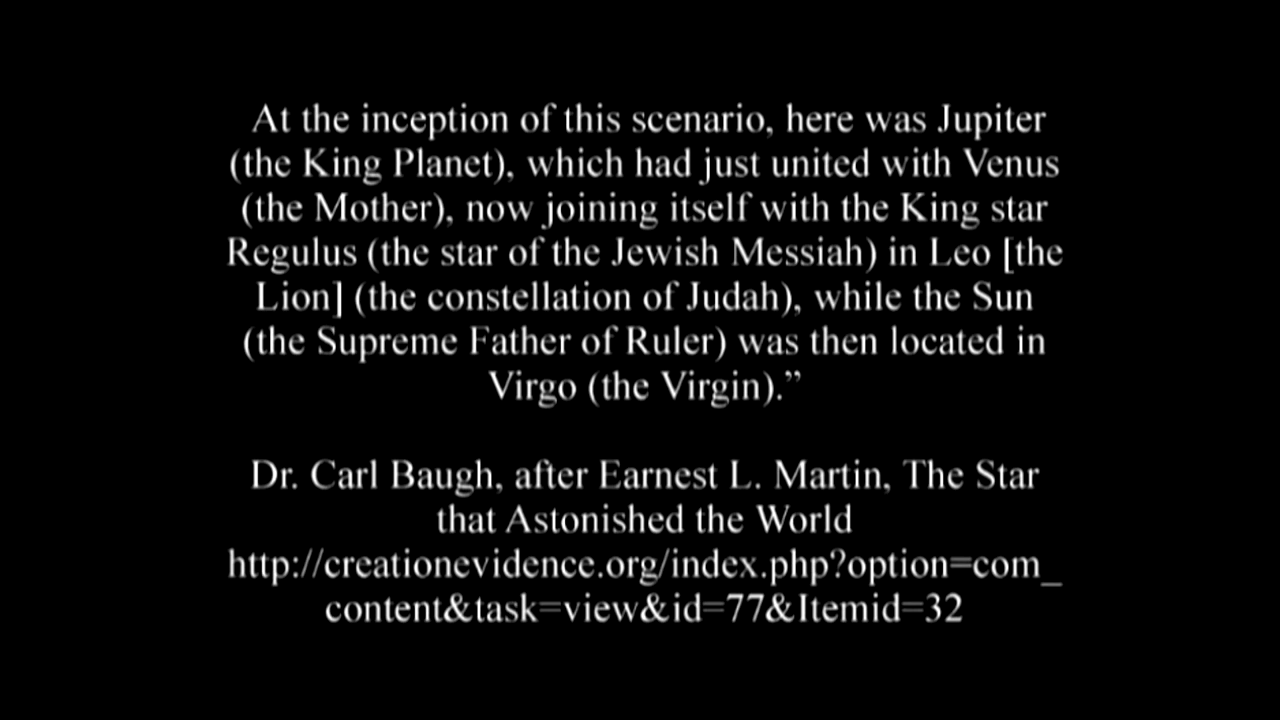 At the inception of this scenario, here was Jupiter
(the King Planet), which had just united with Venus
(the Mother), now joining itself with the King star
Regulus (the star of the Jewish Messiah) in Leo [the
Lion] (the constellation of Judah), while the Sun
(the Supreme Father of Ruler) was then located in
Virgo (the Virgin).”
Dr. Carl Baugh, after Earnest L. Martin, The Star
that Astonished the World
http://creationevidence.org/index.php?option=com_
content&task=view&id=77&Itemid=32